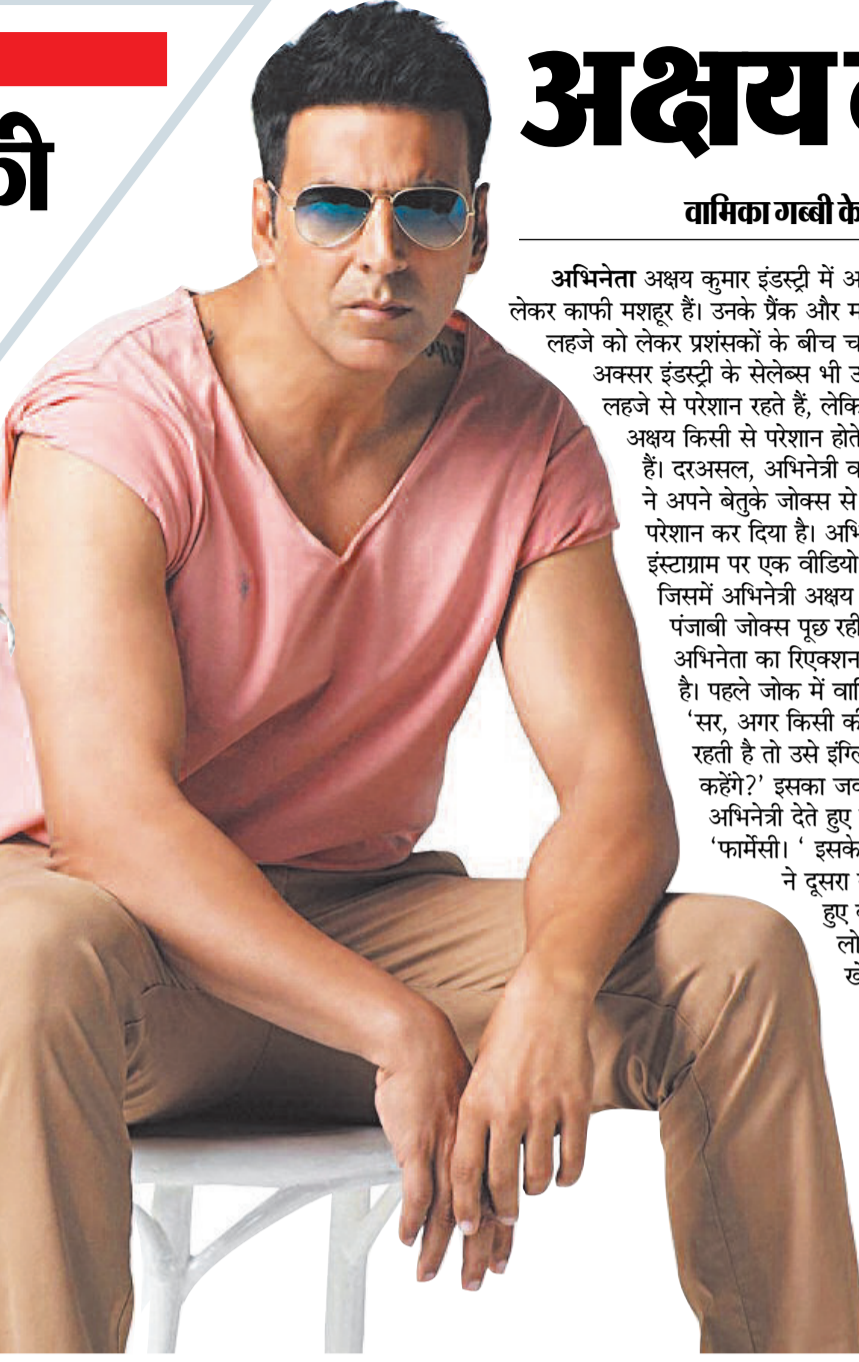 की
अक्षय
वामिका गब्बी के
अभिनेता अक्षय कुमार इंडस्ट्री में
लेकर काफी मशहूर हैं। उनके प्रैंक और
लहजे को लेकर प्रशंसकों के बीच
अक्सर इंडस्ट्री के सेलेब्स भी
लहजे से परेशान रहते हैं,
अक्षय किसी से परेशान होते
हैं। दरअसल, अभिनेत्री
ने अपने बेतुके जोक्स से
परेशान कर दिया है।
इंस्टाग्राम पर एक वीडियो
जिसमें अभिनेत्री अक्षय
पंजाबी जोक्स पूछ रही
अभिनेता का रिएक्शन
है। पहले जोक में
‘सर, अगर किसी की
रहती है तो उसे
कहेंगे?’ इसका
अभिनेत्री देते हुए
‘फार्मेसी। ‘ इसके
ने दूसरा
हुए